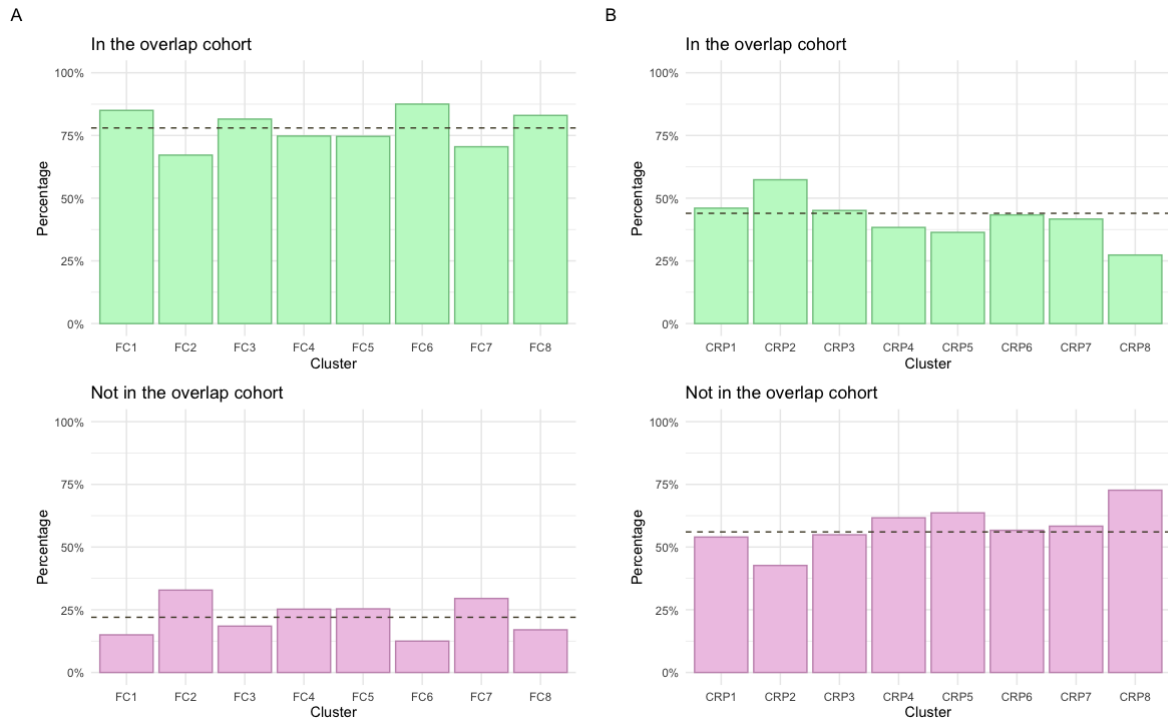 A
In the overlap cohort
100%
75%
50%
25%
0%
Percentage
FC1 FC2 FC3 FC4 FC5 FC6 FC7 FC8
Cluster
Not in the overlap cohort
100%
75%
50%
25%
0%
Percentage
FC1 FC2 FC3 FC4 FC5 FC6 FC7 FC8
Cluster
B
In the overlap cohort
100%
75%
50%
25%
0%
Percentage
CRP1 CRP2 CRP3 CRP4 CRP5 CRP6 CRP7 CRP8
Cluster
Not in the overlap cohort
100%
75%
50%
25%
0%
Percentage
CRP1 CRP2 CRP3 CRP4 CRP5 CRP6 CRP7 CRP8
Cluster